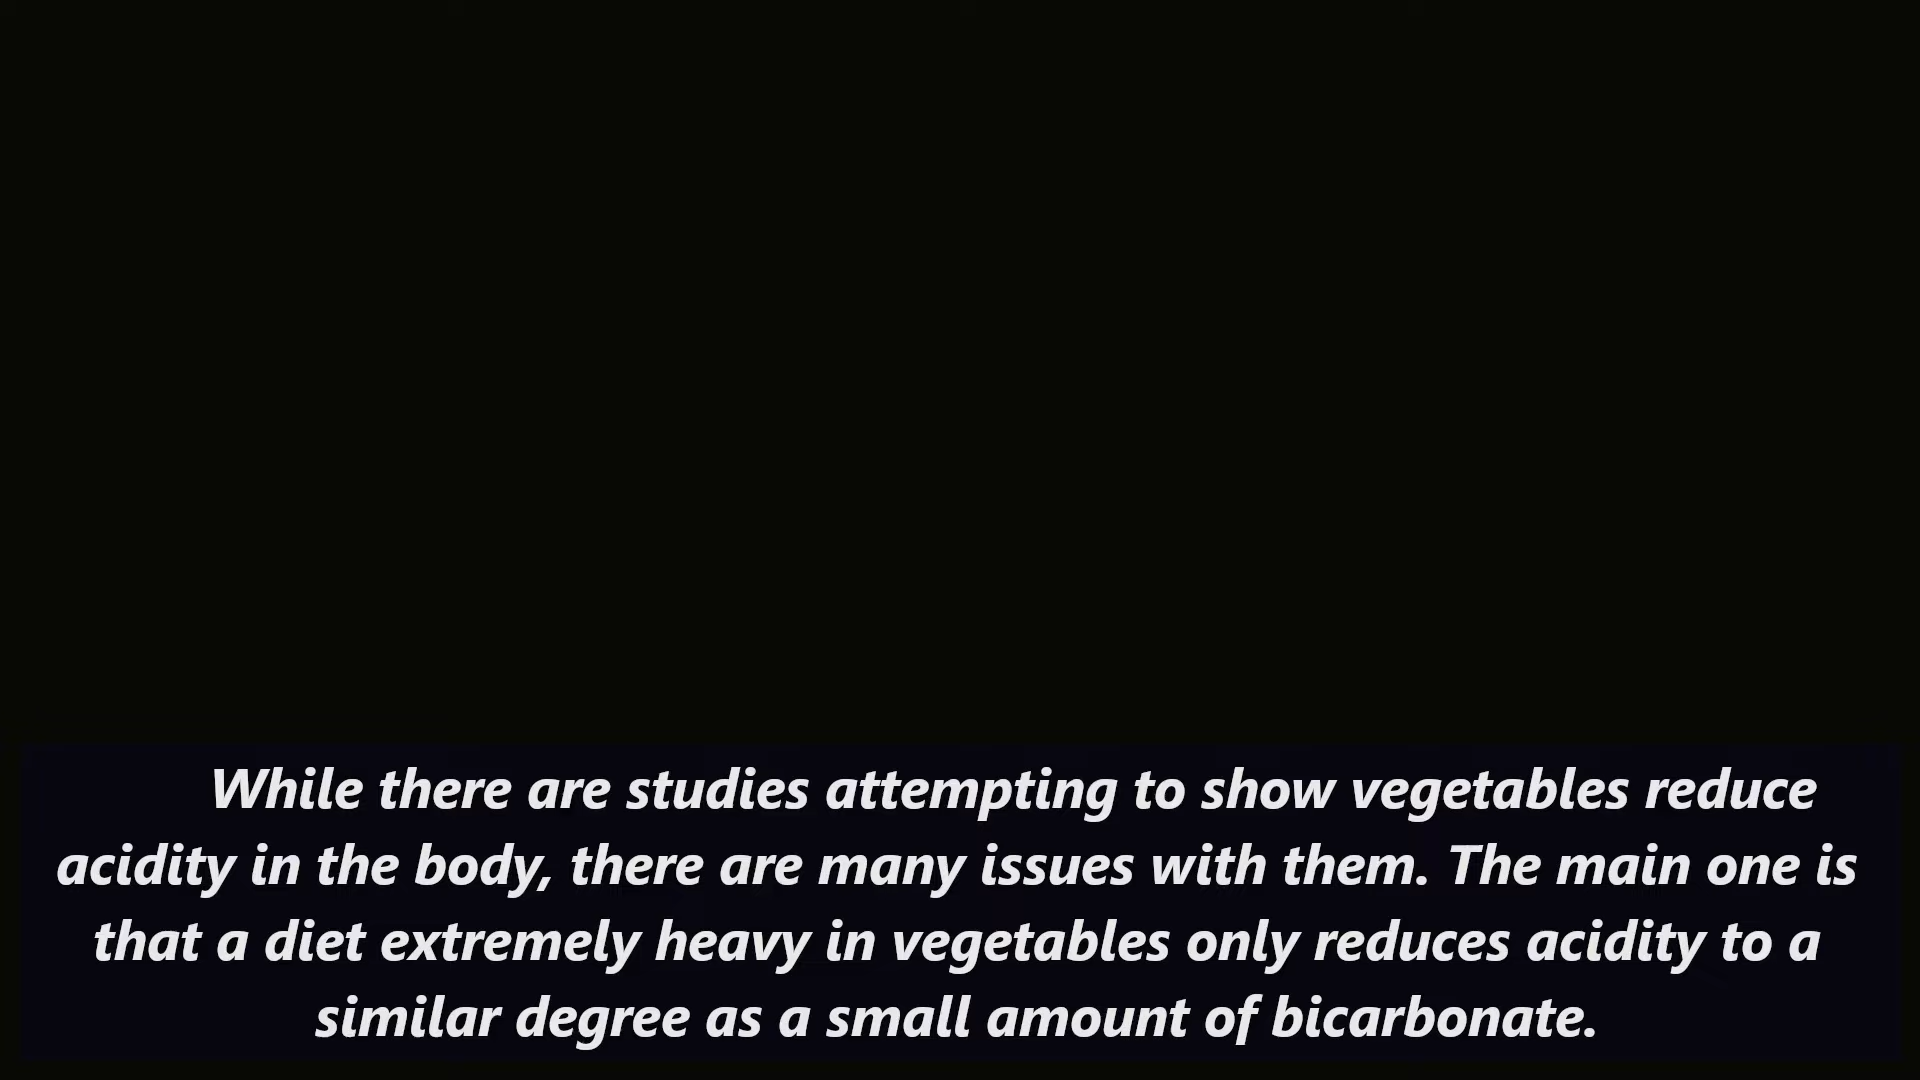 While there are studies attempting to show vegetables reduce
acidity in the body, there are many issues with them. The main one is
that a diet extremely heavy in vegetables only reduces acidity to a
similar degree as a small amount of bicarbonate.